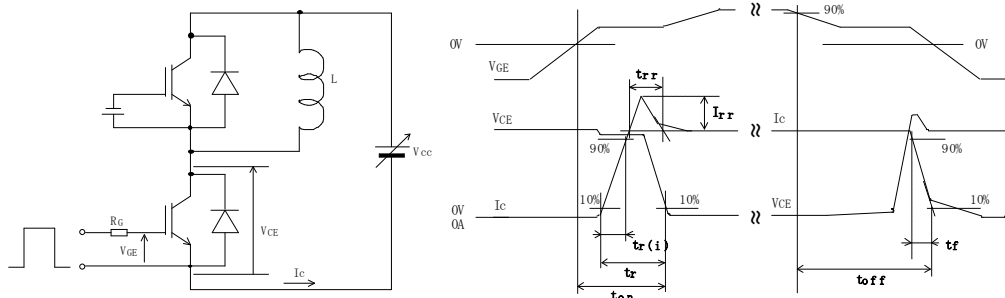 L
Vcc
RG
VGE
VCE
Ic
0V
VGE
90%
0V
trr
Irr
VCE
Ic
90%
90%
10%
10%
0V
0A
Ic
VCE
10%
tr(i)
tr
ton
tf
toff